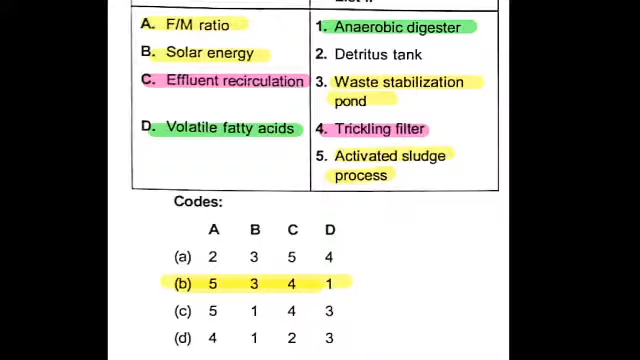 A. F/M ratio 1. Anaerobic digester
B. Solar energy 2. Detritus tank
C. Effluent recirculation 3. Waste stabilization
pond
D. Volatile fatty acids 4. Trickling filter
5. Activated sludge
process
Codes:
A B C D
(a) 2 3 5 4
(b) 5 3 4 1
(c) 5 1 4 3
(d) 4 1 2 3